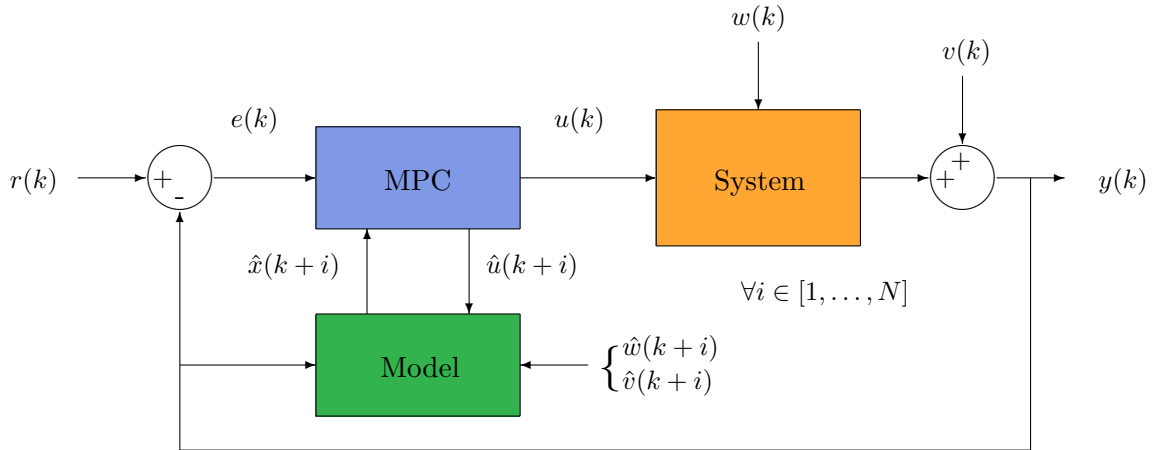 w(k)
v(k)
e(k)
u(k)
r(k)
+
-
MPC
System
+
+
y(k)
x̂(k + i)
û(k + i)
∀i ∈ [1, . . . , N]
Model
{ŵ(k + i)
v̂(k + i)